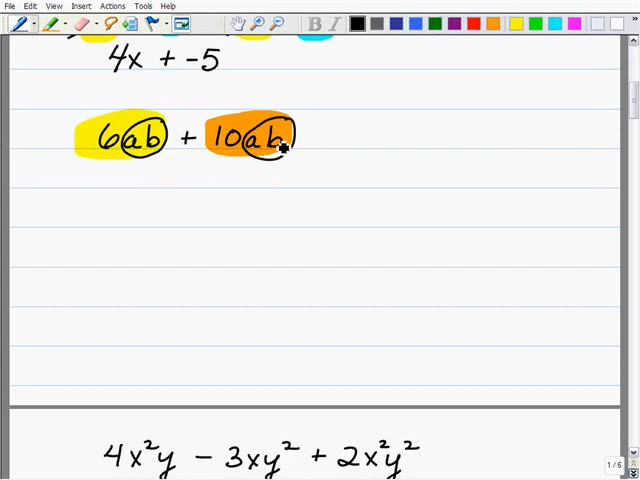 File Edit View Insert Actions Tools Help
B I U
4x + -5
6ab + 10ab
4x²y - 3xy² + 2x²y²
1/6